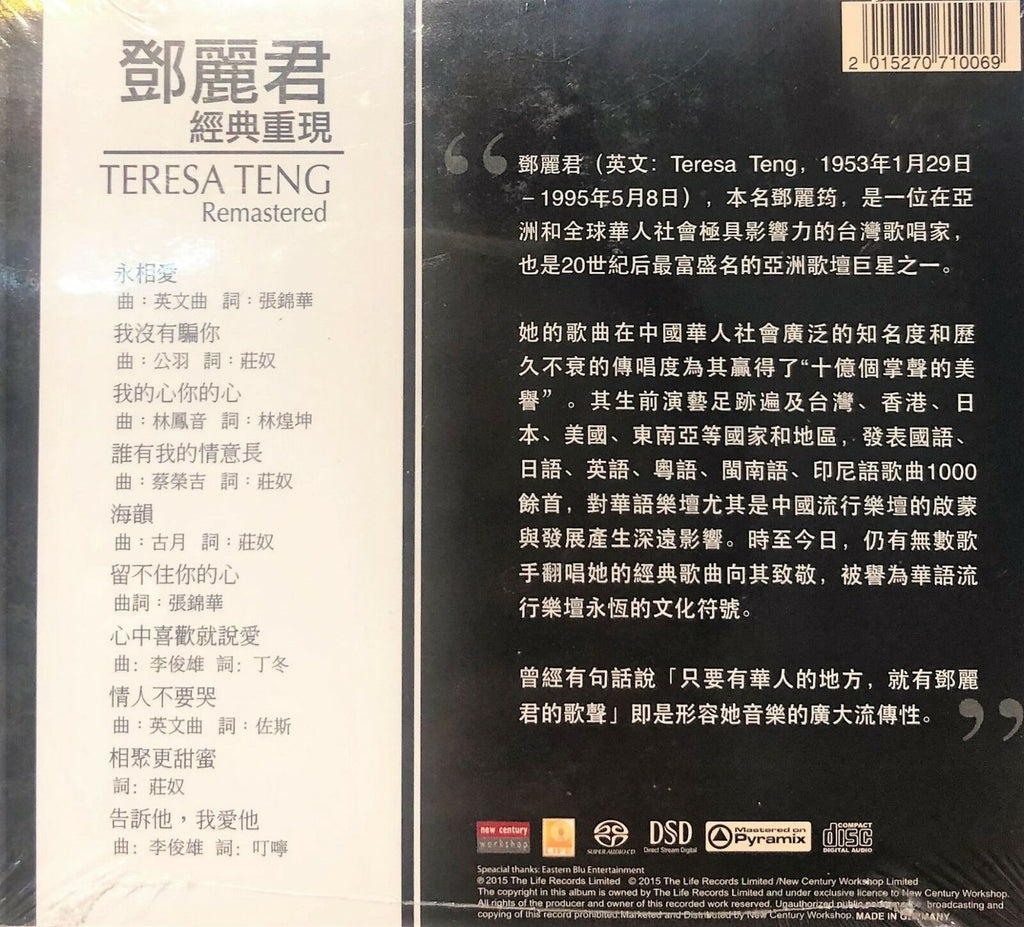 鄧麗君
經典重現
TERESA TENG
Remastered
永相愛
曲：英文曲 詞：張錦華
我沒有騙你
曲：公羽 詞：莊奴
我的心你的心
曲：林鳳音 詞：林煌坤
誰有我的情意長
曲：蔡榮吉 詞：莊奴
海韻
曲：古月 詞：莊奴
留不住你的心
曲詞：張錦華
心中喜歡就說愛
曲: 李俊雄 詞: 丁冬
情人不要哭
曲：英文曲 詞：佐斯
相聚更甜蜜
詞: 莊奴
告訴他，我愛他
曲: 李俊雄 詞: 叮嚀
2 015270 710069
“ 鄧麗君（英文: Teresa Teng, 1953年1月29日
－1995年5月8日）, 本名鄧麗筠, 是一位在亞
洲和全球華人社會極具影響力的台灣歌唱家,
也是20世紀后最富盛名的亞洲歌壇巨星之一。
她的歌曲在中國華人社會廣泛的知名度和歷
久不衰的傳唱度為其贏得了“十億個掌聲的美
譽”。其生前演藝足跡遍及台灣、香港、日
本、美國、東南亞等國家和地區, 發表國語、
日語、英語、粵語、閩南語、印尼語歌曲1000
餘首, 對華語樂壇尤其是中國流行樂壇的啟蒙
與發展產生深遠影響。時至今日, 仍有無數歌
手翻唱她的經典歌曲向其致敬, 被譽為華語流
行樂壇永恆的文化符號。
曾經有句話說「只要有華人的地方, 就有鄧麗
君的歌聲」即是形容她音樂的廣大流傳性。 ”
new century
workshop
LIFE
SUPER AUDIO CD
DSD
Direct Stream Digital
Mastered on
Pyramix
COMPACT
disc
DIGITAL AUDIO
Speacial thanks: Eastern Blu Entertainment
℗ 2015 The Life Records Limited © 2015 The Life Records Limited /New Century Workshop Limited
The copyright in this album is owned by The Life Records Limited and under exclusive licence to New Century Workshop.
All rights of the producer and owner of this recorded work reserved. Unauthorized public broadcasting and
copying of this record prohibited.Marketed and Distributed By New Century Workshop. MADE IN GERMANY